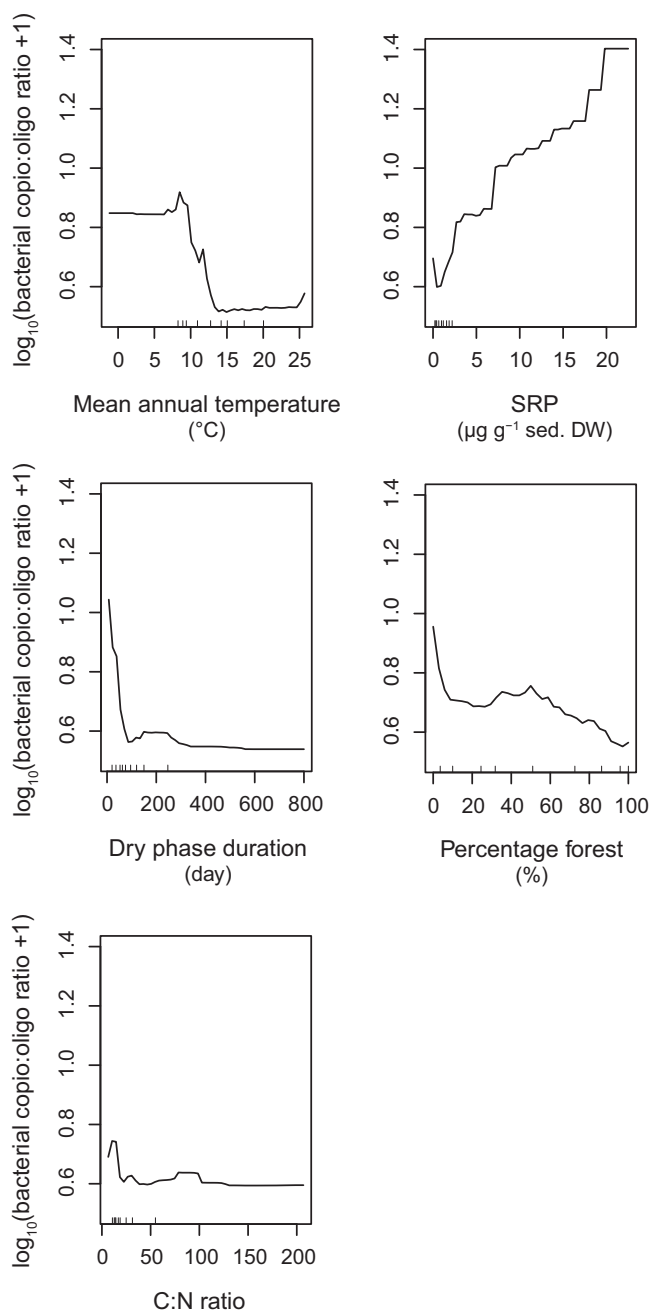 log10(bacterial copio:oligo ratio +1)
1.4
1.2
1.0
0.8
0.6
0 5 10 15 20 25
Mean annual temperature
(°C)
1.4
1.2
1.0
0.8
0.6
0 5 10 15 20
SRP
(µg g⁻¹ sed. DW)
log10(bacterial copio:oligo ratio +1)
1.4
1.2
1.0
0.8
0.6
0 200 400 600 800
Dry phase duration
(day)
1.4
1.2
1.0
0.8
0.6
0 20 40 60 80 100
Percentage forest
(%)
log10(bacterial copio:oligo ratio +1)
1.4
1.2
1.0
0.8
0.6
0 50 100 150 200
C:N ratio